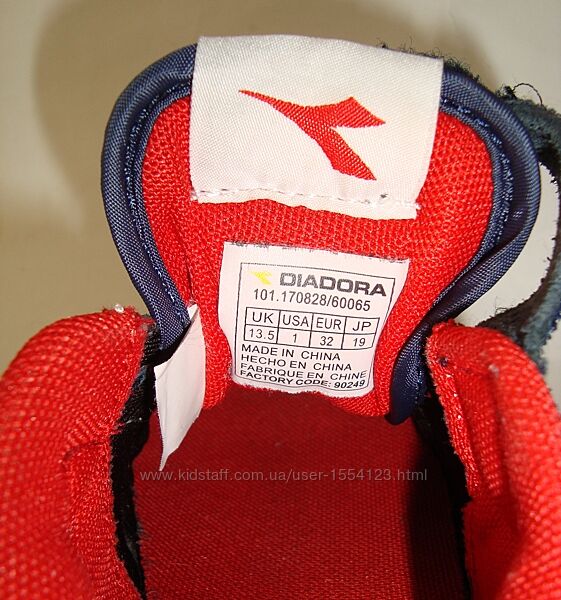 DIADORA
101.170828/60065
UK USA EUR JP
13.5 1 32 19
MADE IN CHINA
HECHO EN CHINA
FABRIQUE EN CHINE
FACTORY CODE: 90249
www.kidstaff.com.ua/user-1554123.html